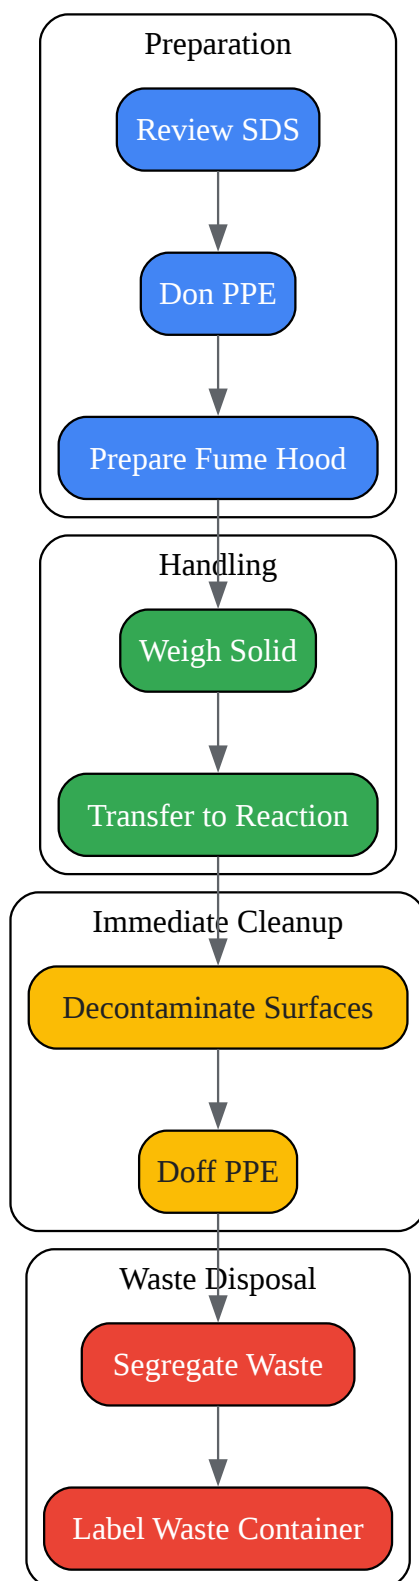 Preparation
Review SDS
Don PPE
Prepare Fume Hood
Handling
Weigh Solid
Transfer to Reaction
Immediate Cleanup
Decontaminate Surfaces
Doff PPE
Waste Disposal
Segregate Waste
Label Waste Container